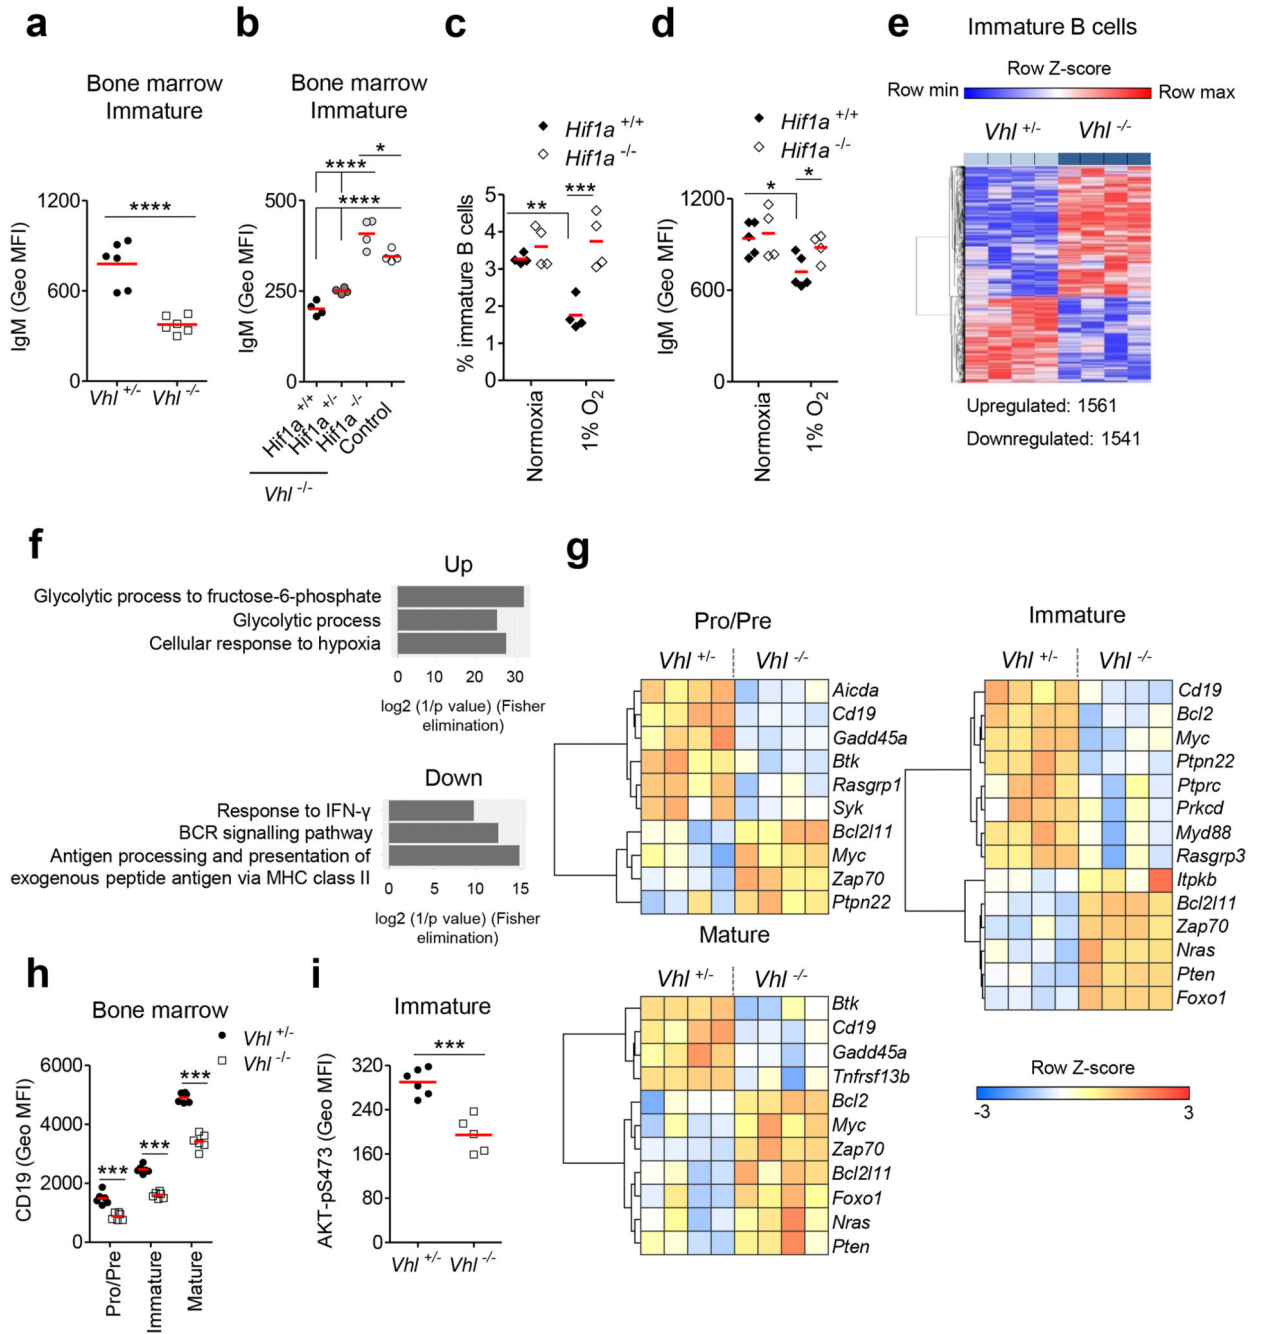 a
Bone marrow
Immature
****
IgM (Geo MFI)
1200
600
0
Vhl +/-
Vhl -/-
b
Bone marrow
Immature
*
****
****
IgM (Geo MFI)
500
250
0
Hif1a +/+
Hif1a +/-
Hif1a -/-
Control
Vhl -/-
c
Hif1a +/+
Hif1a -/-
% immature B cells
5
4
3
2
1
0
**
***
Normoxia
1% O2
d
Hif1a +/+
Hif1a -/-
IgM (Geo MFI)
1200
600
0
*
*
Normoxia
1% O2
e
Immature B cells
Row Z-score
Row min
Row max
Vhl +/-
Vhl -/-
Upregulated: 1561
Downregulated: 1541
f
Up
Glycolytic process to fructose-6-phosphate
Glycolytic process
Cellular response to hypoxia
0 10 20 30
log2 (1/p value) (Fisher
elimination)
Down
Response to IFN-γ
BCR signalling pathway
Antigen processing and presentation of
exogenous peptide antigen via MHC class II
0 5 10 15
log2 (1/p value) (Fisher
elimination)
g
Pro/Pre
Vhl +/-
Vhl -/-
Aicda
Cd19
Gadd45a
Btk
Rasgrp1
Syk
Bcl2l11
Myc
Zap70
Ptpn22
Immature
Vhl +/-
Vhl -/-
Cd19
Bcl2
Myc
Ptpn22
Ptprc
Prkcd
Myd88
Rasgrp3
Itpkb
Bcl2l11
Zap70
Nras
Pten
Foxo1
Mature
Vhl +/-
Vhl -/-
Btk
Cd19
Gadd45a
Tnfrsf13b
Bcl2
Myc
Zap70
Bcl2l11
Foxo1
Nras
Pten
Row Z-score
-3
3
h
Bone marrow
Vhl +/-
Vhl -/-
CD19 (Geo MFI)
6000
4000
2000
0
***
***
***
Pro/Pre
Immature
Mature
i
Immature
***
AKT-pS473 (Geo MFI)
320
240
160
80
0
Vhl +/-
Vhl -/-